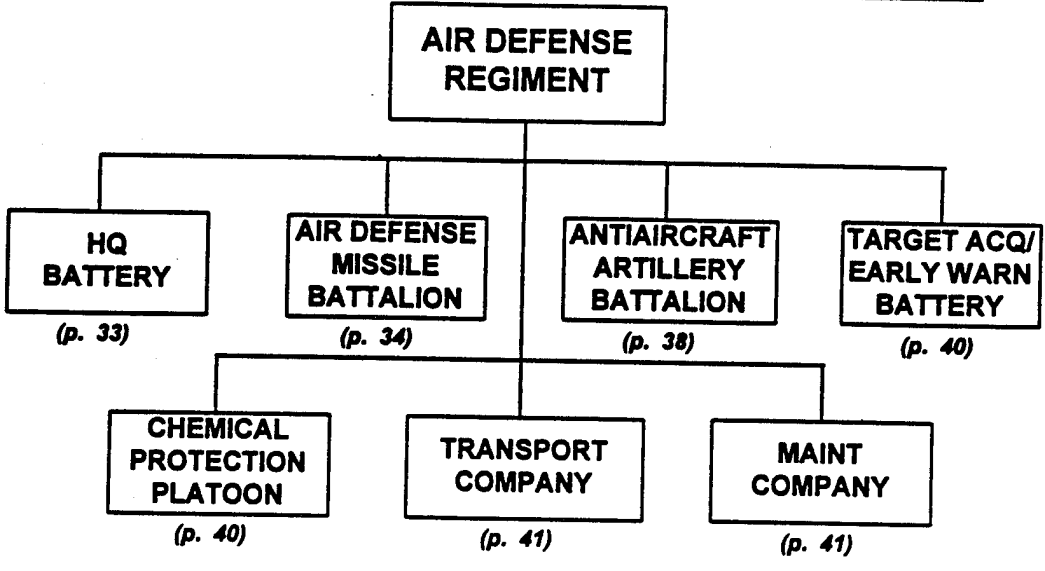 AIR DEFENSE
REGIMENT
HQ
BATTERY
(p. 33)
AIR DEFENSE
MISSILE
BATTALION
(p. 34)
ANTIAIRCRAFT
ARTILLERY
BATTALION
(p. 38)
TARGET ACQ/
EARLY WARN
BATTERY
(p. 40)
CHEMICAL
PROTECTION
PLATOON
(p. 40)
TRANSPORT
COMPANY
(p. 41)
MAINT
COMPANY
(p. 41)